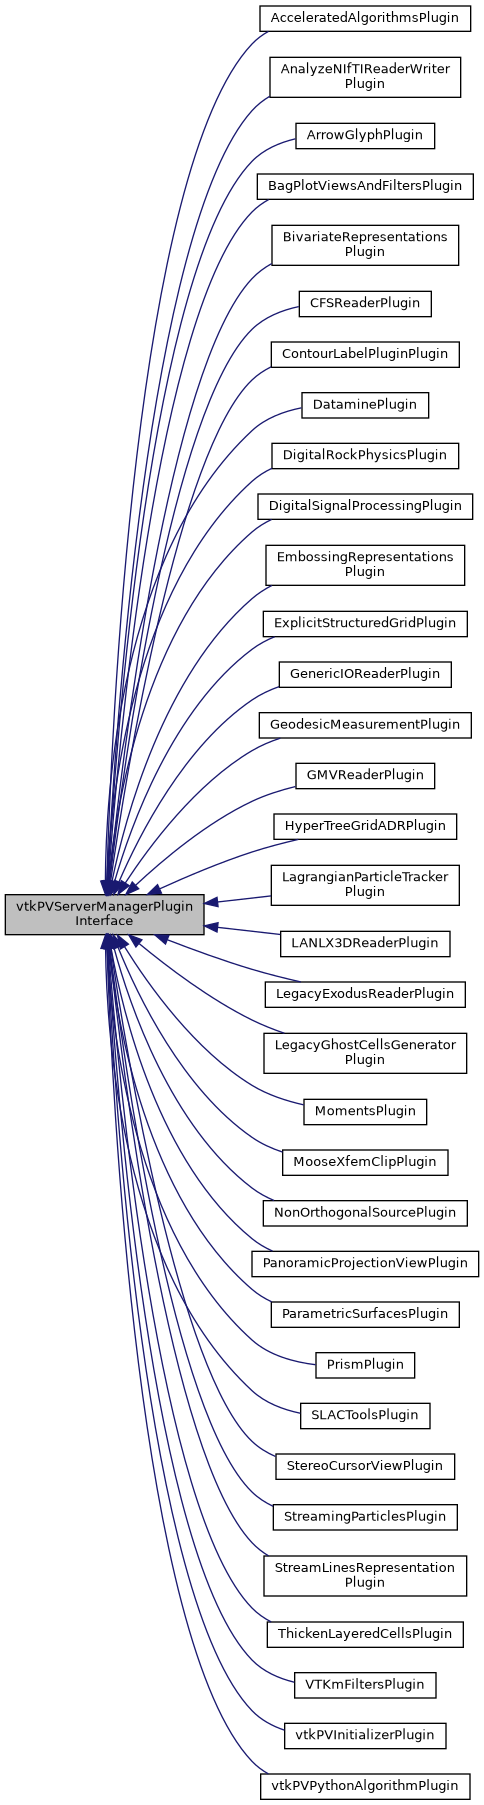 AcceleratedAlgorithmsPlugin
AnalyzeNIfTIReaderWriter
Plugin
ArrowGlyphPlugin
BagPlotViewsAndFiltersPlugin
BivariateRepresentations
Plugin
CFSReaderPlugin
ContourLabelPluginPlugin
DataminePlugin
DigitalRockPhysicsPlugin
DigitalSignalProcessingPlugin
EmbossingRepresentations
Plugin
ExplicitStructuredGridPlugin
GenericIOReaderPlugin
GeodesicMeasurementPlugin
GMVReaderPlugin
HyperTreeGridADRPlugin
LagrangianParticleTracker
Plugin
vtkPVServerManagerPlugin
Interface
LANLX3DReaderPlugin
LegacyExodusReaderPlugin
LegacyGhostCellsGenerator
Plugin
MomentsPlugin
MooseXfemClipPlugin
NonOrthogonalSourcePlugin
PanoramicProjectionViewPlugin
ParametricSurfacesPlugin
PrismPlugin
SLACToolsPlugin
StereoCursorViewPlugin
StreamingParticlesPlugin
StreamLinesRepresentation
Plugin
ThickenLayeredCellsPlugin
VTKmFiltersPlugin
vtkPVInitializerPlugin
vtkPVPythonAlgorithmPlugin